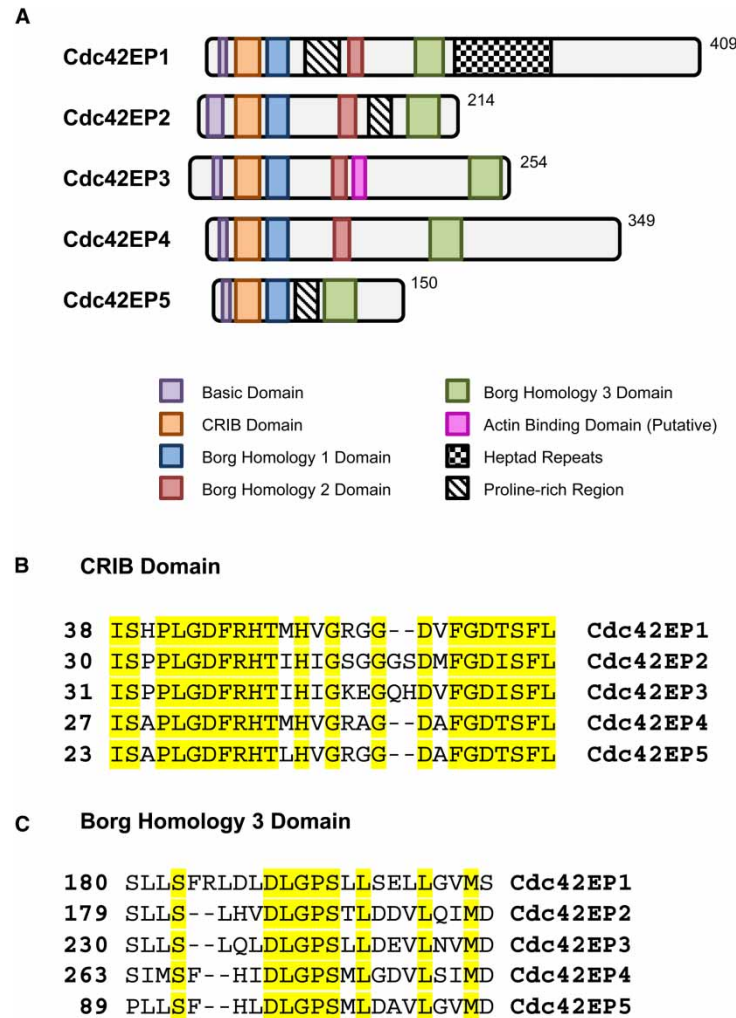 A
Cdc42EP1
409
Cdc42EP2
214
Cdc42EP3
254
Cdc42EP4
349
Cdc42EP5
150
Basic Domain
CRIB Domain
Borg Homology 1 Domain
Borg Homology 2 Domain
Borg Homology 3 Domain
Actin Binding Domain (Putative)
Heptad Repeats
Proline-rich Region
B CRIB Domain
38 ISHPLGDFRHTMHVGRGG--DVFGDTSFL Cdc42EP1
30 ISPPLGDFRHTIHIGSGGGSDMFGDISFL Cdc42EP2
31 ISPPLGDFRHTIHIGKEGQHDVFGDISFL Cdc42EP3
27 ISAPLGDFRHTMHVGRAG--DAFGDTSFL Cdc42EP4
23 ISAPLGDFRHTLHVGRGG--DAFGDTSFL Cdc42EP5
C Borg Homology 3 Domain
180 SLLSFRLDLDLGPSLLSELLGVMS Cdc42EP1
179 SLLS--LHVDLGPSTLDDVLQIMD Cdc42EP2
230 SLLS--LQLDLGPSLLDEVLNVMD Cdc42EP3
263 SIMSF--HIDLGPSMLGDVLSIMD Cdc42EP4
89 PLLSF--HLDLGPSMLDAVLGVMD Cdc42EP5